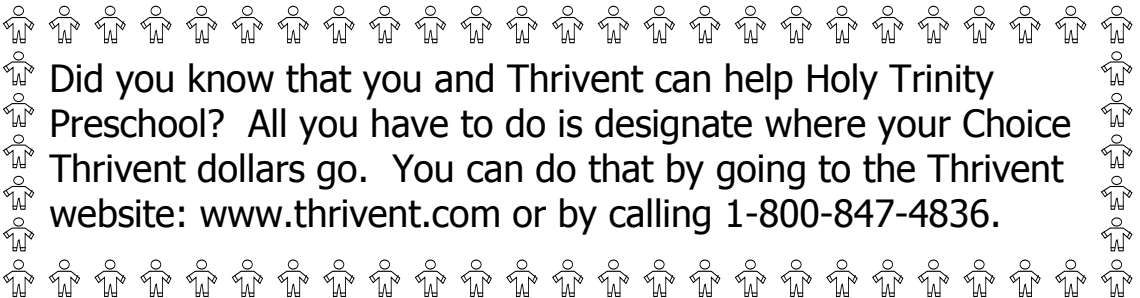 Did you know that you and Thrivent can help Holy Trinity
Preschool?  All you have to do is designate where your Choice
Thrivent dollars go.  You can do that by going to the Thrivent
website: www.thrivent.com or by calling 1-800-847-4836.